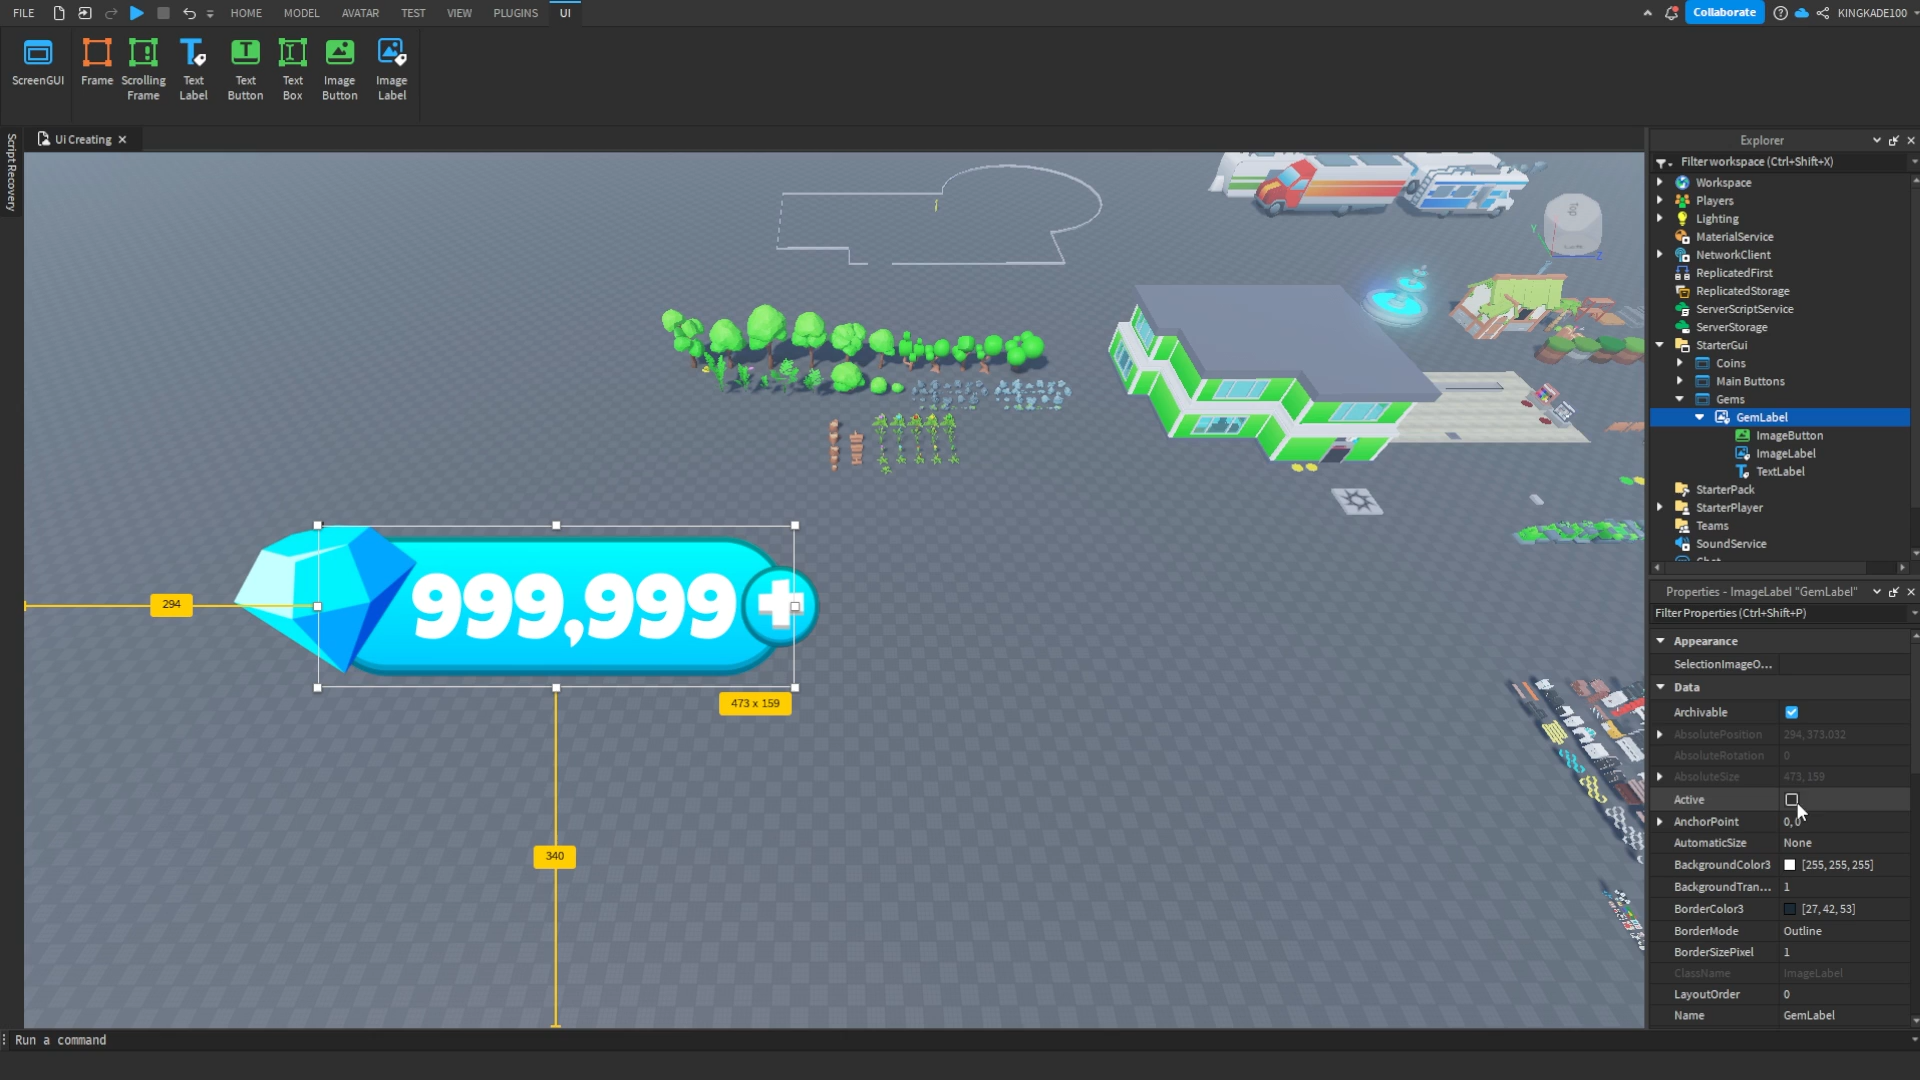 FILE HOME MODEL AVATAR TEST VIEW PLUGINS UI Collaborate KINGKADE100
ScreenGUI
Frame
Scrolling Frame
Text Label
Text Button
Text Box
Image Button
Image Label
Script Recovery
Ui Creating
Top
Y
Z
294
999,999
473 x 159
340
Explorer
Filter workspace (Ctrl+Shift+X)
Workspace
Players
Lighting
MaterialService
NetworkClient
ReplicatedFirst
ReplicatedStorage
ServerScriptService
ServerStorage
StarterGui
Coins
Main Buttons
Gems
GemLabel
ImageButton
ImageLabel
TextLabel
StarterPack
StarterPlayer
Teams
SoundService
Properties - ImageLabel "GemLabel"
Filter Properties (Ctrl+Shift+P)
Appearance
SelectionImageO...
Data
Archivable
AbsolutePosition 294, 373.032
AbsoluteRotation 0
AbsoluteSize 473, 159
Active
AnchorPoint 0, 0
AutomaticSize None
BackgroundColor3 [255, 255, 255]
BackgroundTran... 1
BorderColor3 [27, 42, 53]
BorderMode Outline
BorderSizePixel 1
ClassName ImageLabel
LayoutOrder 0
Name GemLabel
Run a command